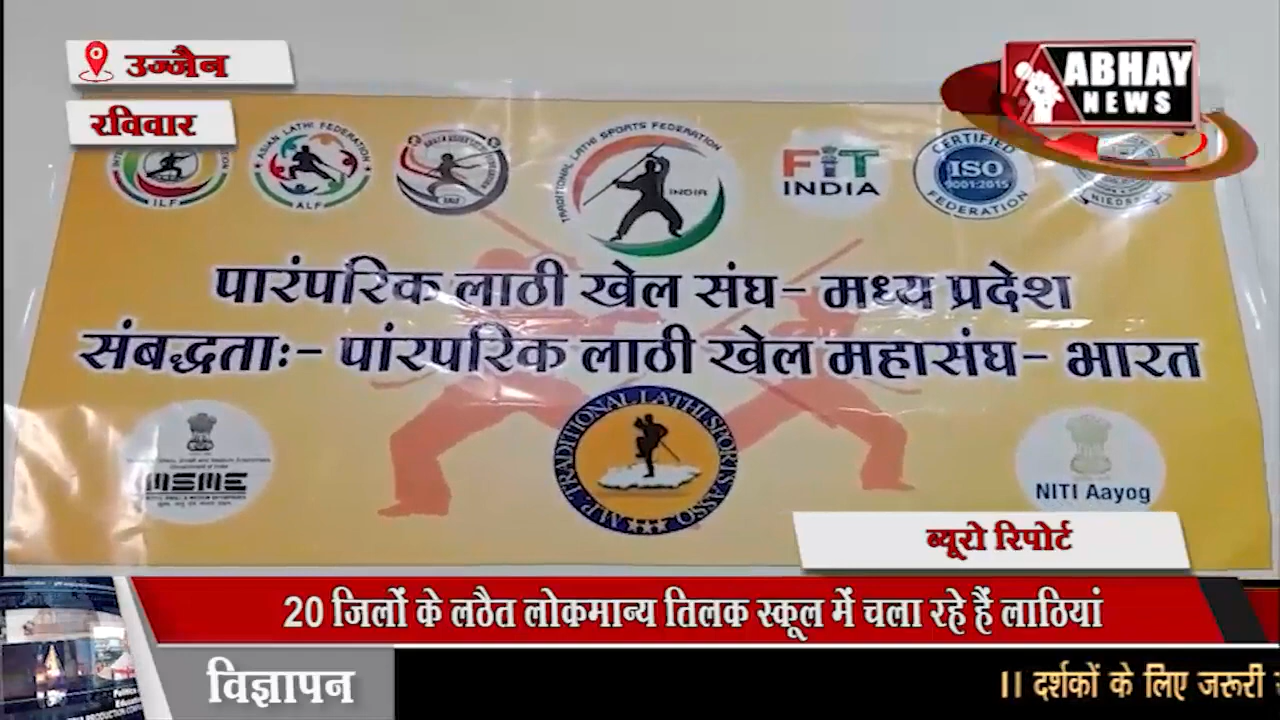 उज्जैन
रविवार
ABHAY
NEWS
ILF
ASIAN LATHI FEDERATION
ALF
TRADITIONAL LATHI SPORTS FEDERATION
INDIA
FIT
INDIA
CERTIFIED
ISO
9001:2015
FEDERATION
पारंपरिक लाठी खेल संघ- मध्य प्रदेश
संबद्धताः- पांरपरिक लाठी खेल महासंघ- भारत
MSME
M.P. TRADITIONAL LATHI SPORTS ASSO
NITI Aayog
ब्यूरो रिपोर्ट
20 जिलों के लठैत लोकमान्य तिलक स्कूल में चला रहे हैं लाठियां
विज्ञापन
॥ दर्शकों के लिए जरूरी